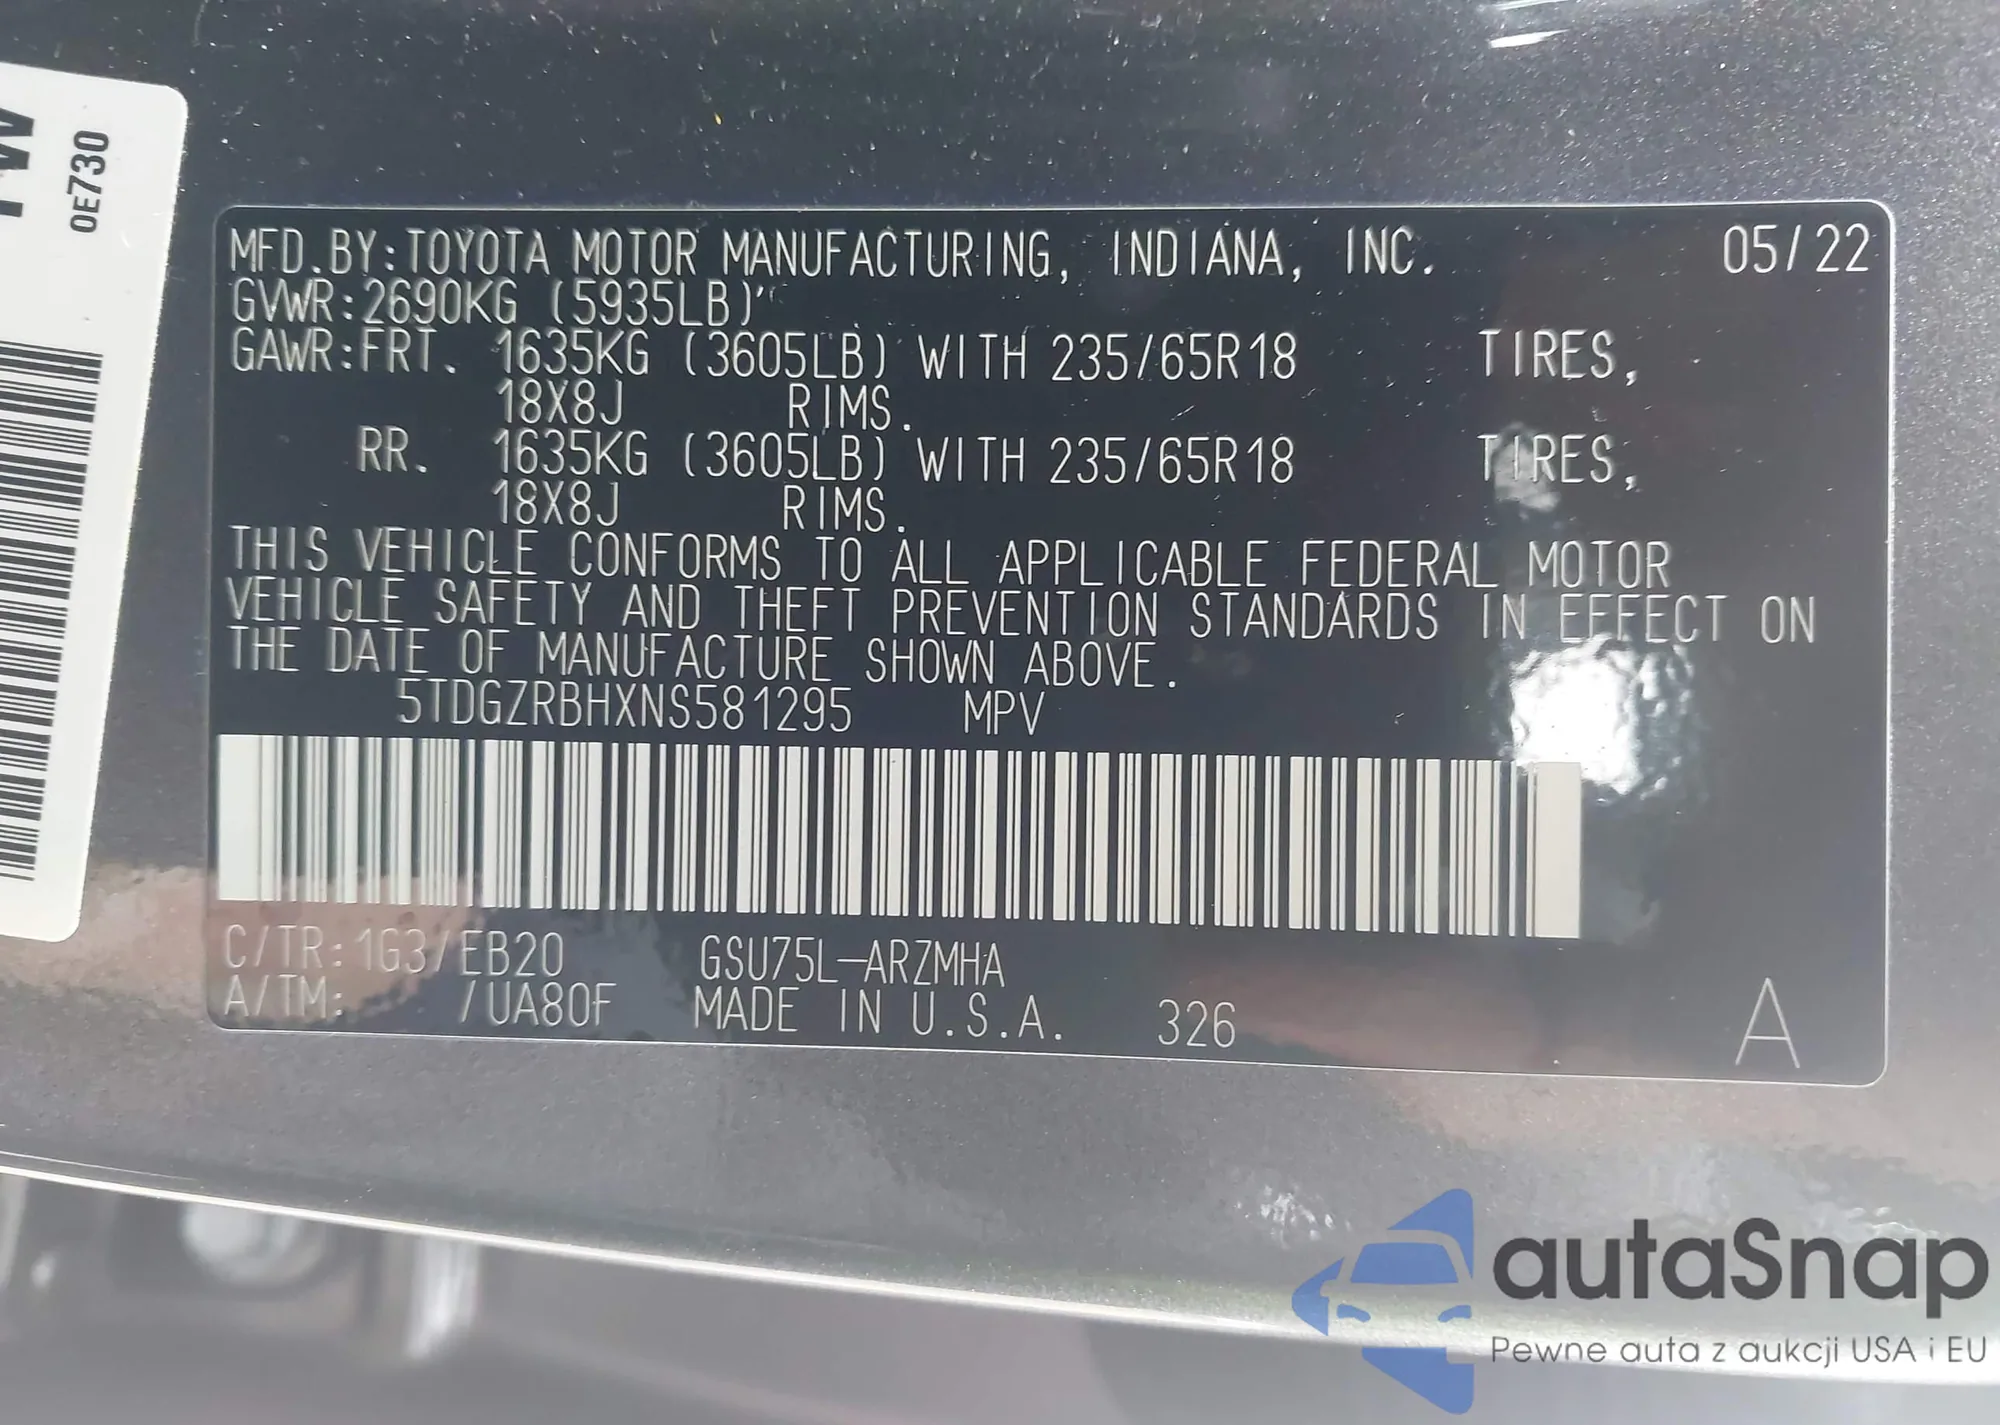 0E730
MFD.BY:TOYOTA MOTOR MANUFACTURING, INDIANA, INC. 05/22
GVWR:2690KG (5935LB)
GAWR:FRT. 1635KG (3605LB) WITH 235/65R18 TIRES,
18X8J RIMS.
RR. 1635KG (3605LB) WITH 235/65R18 TIRES,
18X8J RIMS.
THIS VEHICLE CONFORMS TO ALL APPLICABLE FEDERAL MOTOR
VEHICLE SAFETY AND THEFT PREVENTION STANDARDS IN EFFECT ON
THE DATE OF MANUFACTURE SHOWN ABOVE.
5TDGZRBHXNS581295 MPV
C/TR:1G3/EB20 GSU75L-ARZMHA
A/TM: /UA80F MADE IN U.S.A. 326 A
autaSnap
Pewne auta z aukcji USA i EU